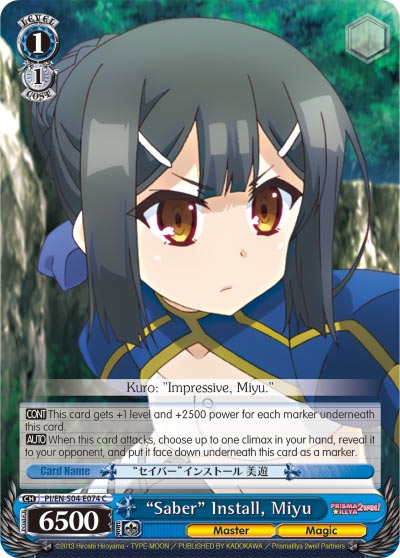 LEVEL
1
1
COST
Kuro: "Impressive, Miyu."
CONT This card gets +1 level and +2500 power for each marker underneath
this card.
AUTO When this card attacks, choose up to one climax in your hand, reveal it
to your opponent, and put it face down underneath this card as a marker.
Card Name
“セイバー”インストール 美遊
CH PI/EN-S04-E074 C
6500
“Saber” Install, Miyu
PRISMA ILLYA 2wei!
Master
Magic
©2013 Hiroshi Hiroyama · TYPE-MOON / PUBLISHED BY KADOKAWA / Prismaillya 2wei! Partners